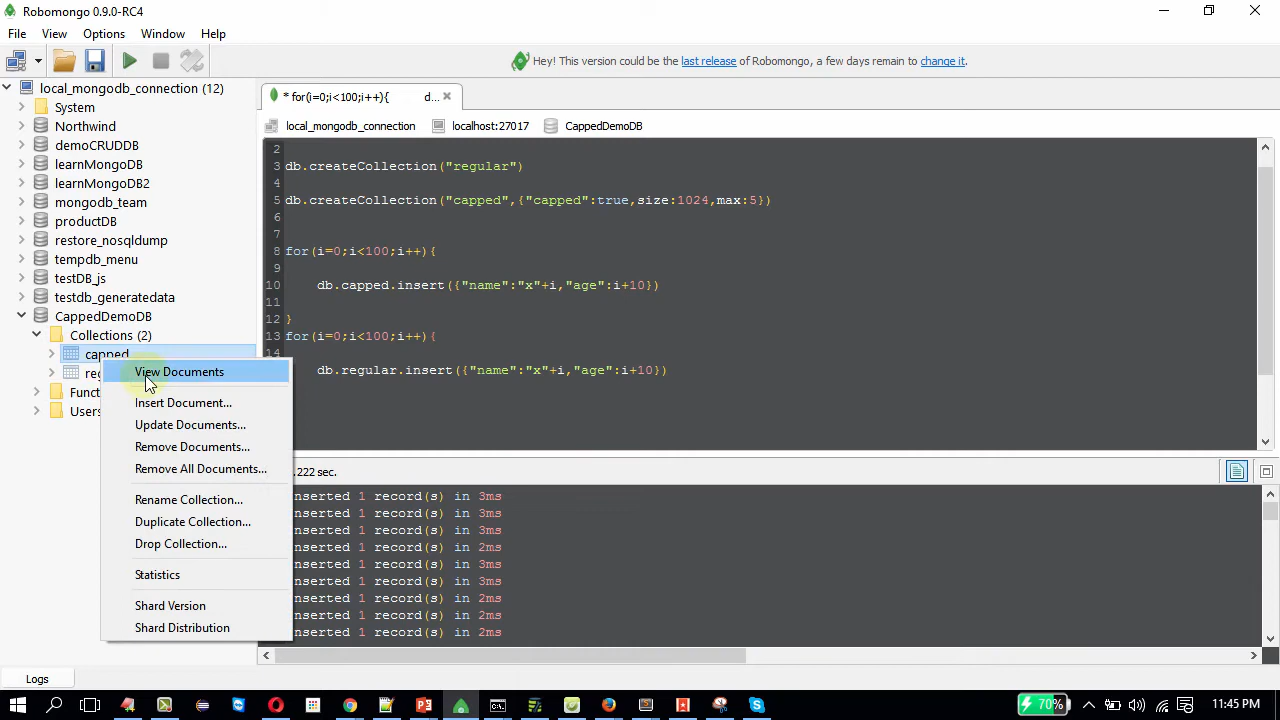 Robomongo 0.9.0-RC4
File View Options Window Help
Hey! This version could be the last release of Robomongo, a few days remain to change it.
local_mongodb_connection (12)
System
Northwind
demoCRUDDB
learnMongoDB
learnMongoDB2
mongodb_team
productDB
restore_nosqldump
tempdb_menu
testDB_js
testdb_generatedata
CappedDemoDB
Collections (2)
capped
re
Funct
Users
View Documents
Insert Document...
Update Documents...
Remove Documents...
Remove All Documents...
Rename Collection...
Duplicate Collection...
Drop Collection...
Statistics
Shard Version
Shard Distribution
* for(i=0;i<100;i++){ d...
local_mongodb_connection localhost:27017 CappedDemoDB
2
3 db.createCollection("regular")
4
5 db.createCollection("capped",{"capped":true,size:1024,max:5})
6
7
8 for(i=0;i<100;i++){
9
10 db.capped.insert({"name":"x"+i,"age":i+10})
11
12 }
13 for(i=0;i<100;i++){
14
db.regular.insert({"name":"x"+i,"age":i+10})
.222 sec.
nserted 1 record(s) in 3ms
nserted 1 record(s) in 3ms
nserted 1 record(s) in 3ms
nserted 1 record(s) in 2ms
nserted 1 record(s) in 3ms
nserted 1 record(s) in 3ms
nserted 1 record(s) in 2ms
nserted 1 record(s) in 2ms
nserted 1 record(s) in 2ms
Logs
70%
11:45 PM